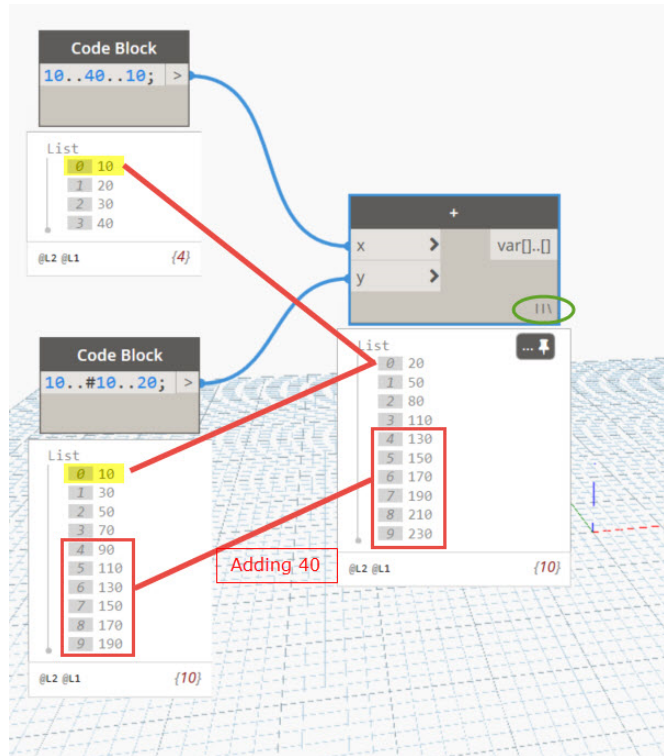 Code Block
10..40..10; >
List
0 10
1 20
2 30
3 40
@L2 @L1 {4}
+
x > var[]..[]
y >
Code Block
10..#10..20; >
List
0 10
1 30
2 50
3 70
4 90
5 110
6 130
7 150
8 170
9 190
@L2 @L1 {10}
...
List
0 20
1 50
2 80
3 110
4 130
5 150
6 170
7 190
8 210
9 230
@L2 @L1 {10}
Adding 40